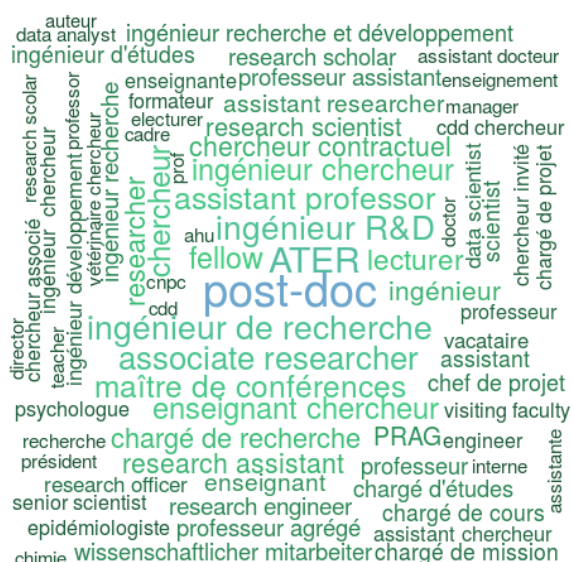 auteur
data analyst
ingénieur recherche et développement
ingénieur d'études
research scholar
assistant docteur
enseignante
professeur assistant
enseignement
formateur
assistant researcher
manager
electurer
research scientist
cdd chercheur
cadre
chercheur contractuel
prof
ingénieur chercheur
research scolar
ingénieur chercheur
professor
ingénieur développement
vétérinaire chercheur
ingénieur recherche
chercheur
researcher
assistant professor
ahu
ingénieur R&D
doctor
data scientist
scientist
chercheur invité
chargé de projet
fellow
ATER
lecturer
cnpc
post-doc
ingénieur
cdd
professeur
director
chercheur associé
teacher
ingénieur de recherche
vacataire
associate researcher
assistant
maître de conférences
chef de projet
psychologue
enseignant chercheur
visiting faculty
recherche
chargé de recherche
PRAG
engineer
président
research assistant
professeur
interne
assistante
research officer
enseignant
chargé d'études
senior scientist
research engineer
chargé de cours
epidémiologiste
professeur agrégé
assistant chercheur
chimie
wissenschaftlicher mitarbeiter
chargé de mission